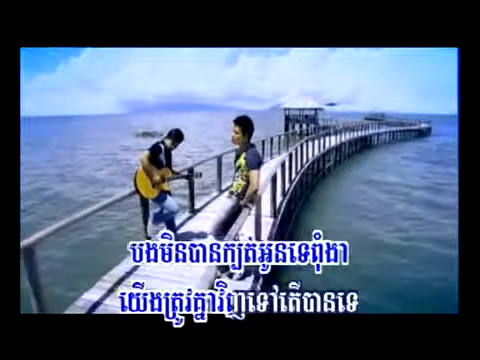 បងមិនបានក្បត់អូនទេពុំងា
យើងត្រូវគ្នាវិញទៅតើបានទេ